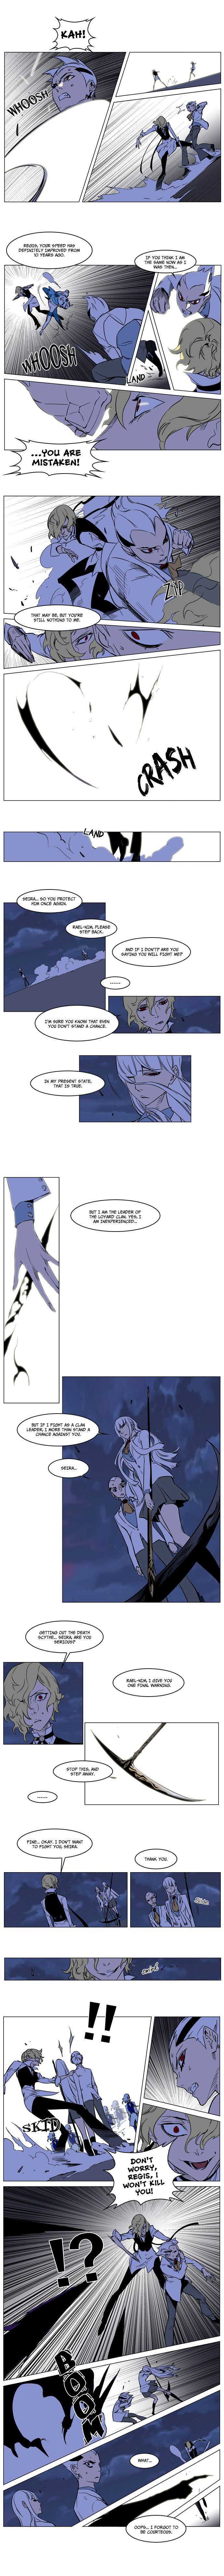 KAH!
WHOOSH
REGIS, YOUR SPEED HAS
DEFINITELY IMPROVED FROM
10 YEARS AGO.
IF YOU THINK I AM
THE SAME NOW AS I
WAS THEN...
WHOOSH
LAND
...YOU ARE
MISTAKEN!
ZIP
THAT MAY BE, BUT YOU'RE
STILL NOTHING TO ME.
CRASH
LAND
SEIRA... SO YOU PROTECT
HIM ONCE AGAIN.
RAEL-NIM, PLEASE
STEP BACK.
AND IF I DON'T? ARE YOU
SAYING YOU WILL FIGHT ME?
......
I'M SURE YOU KNOW THAT EVEN
YOU DON'T STAND A CHANCE.
IN MY PRESENT STATE,
THAT IS TRUE.
BUT I AM THE LEADER OF
THE LOYARD CLAN. YES, I
AM INEXPERIENCED...
BUT IF I FIGHT AS A CLAN
LEADER, I MORE THAN STAND A
CHANCE AGAINST YOU.
SEIRA...
GETTING OUT THE DEATH
SCYTHE... SEIRA, ARE YOU
SERIOUS?
RAEL-NIM, I GIVE YOU
ONE FINAL WARNING.
STOP THIS, AND
STEP AWAY.
......
FINE... OKAY. I DON'T WANT
TO FIGHT YOU, SEIRA.
THANK YOU.
!!
SKID
DON'T
WORRY,
REGIS, I
WON'T KILL
YOU!
!?
BOOM
WHAT...
OOPS... I FORGOT TO
BE COURTEOUS.